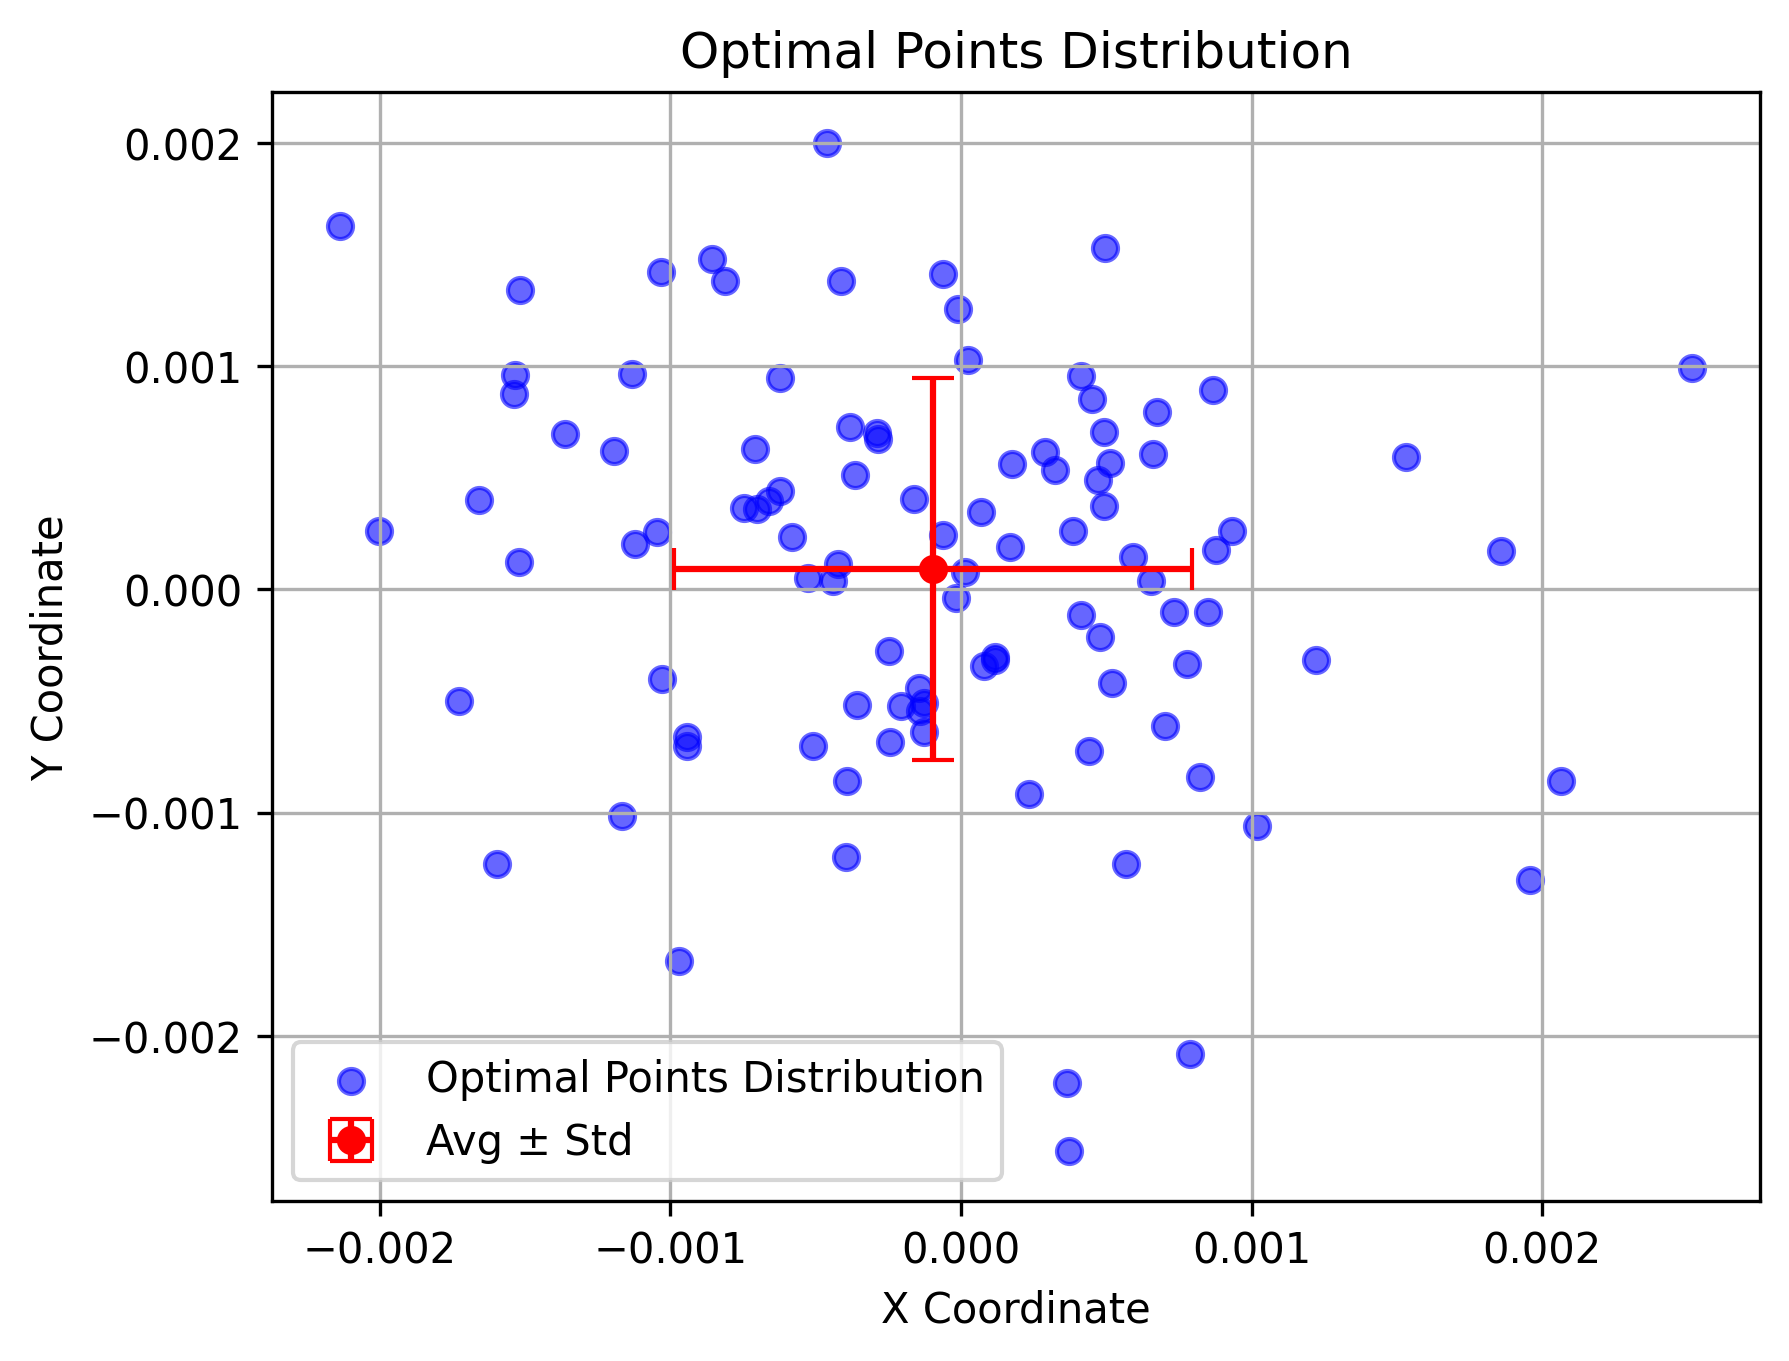 Optimal Points Distribution
0.002
0.001
0.000
−0.001
−0.002
Y Coordinate
Optimal Points Distribution
Avg ± Std
−0.002 −0.001 0.000 0.001 0.002
X Coordinate